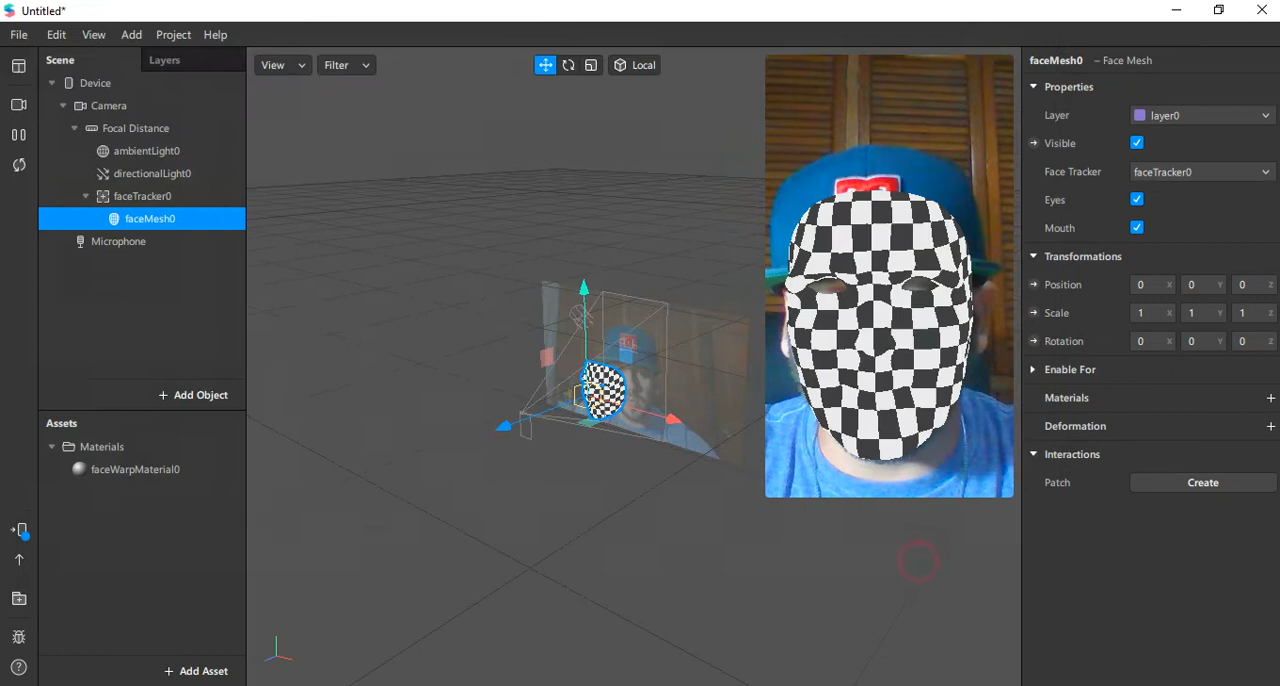 Untitled*
File Edit View Add Project Help
Scene Layers
Device
Camera
Focal Distance
ambientLight0
directionalLight0
faceTracker0
faceMesh0
Microphone
+ Add Object
Assets
Materials
faceWarpMaterial0
+ Add Asset
View Filter Local
faceMesh0 – Face Mesh
Properties
Layer layer0
Visible
Face Tracker faceTracker0
Eyes
Mouth
Transformations
Position 0 X 0 Y 0 Z
Scale 1 X 1 Y 1 Z
Rotation 0 X 0 Y 0 Z
Enable For
Materials +
Deformation +
Interactions
Patch Create